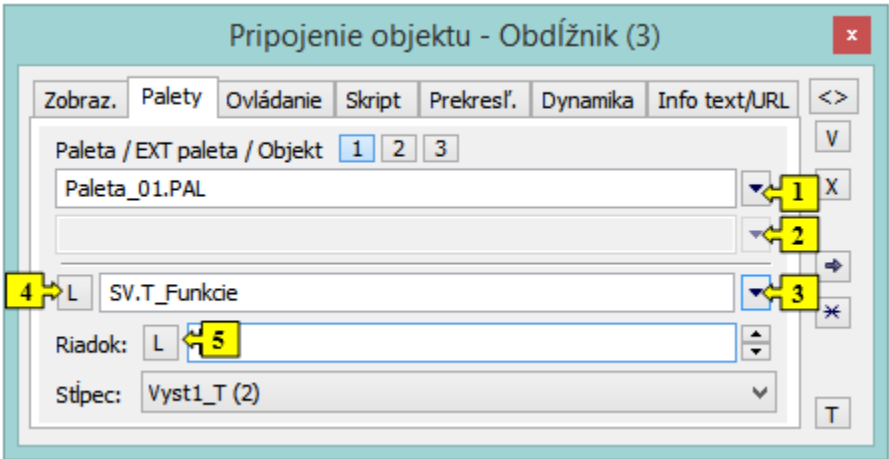 Pripojenie objektu - Obdĺžnik (3) x
Zobraz. Palety Ovládanie Skript Prekresľ. Dynamika Info text/URL <>
Paleta / EXT paleta / Objekt 1 2 3 V
Paleta_01.PAL 1 X
2
4 L SV.T_Funkcie 3
Riadok: L 5
Stĺpec: Vyst1_T (2) T